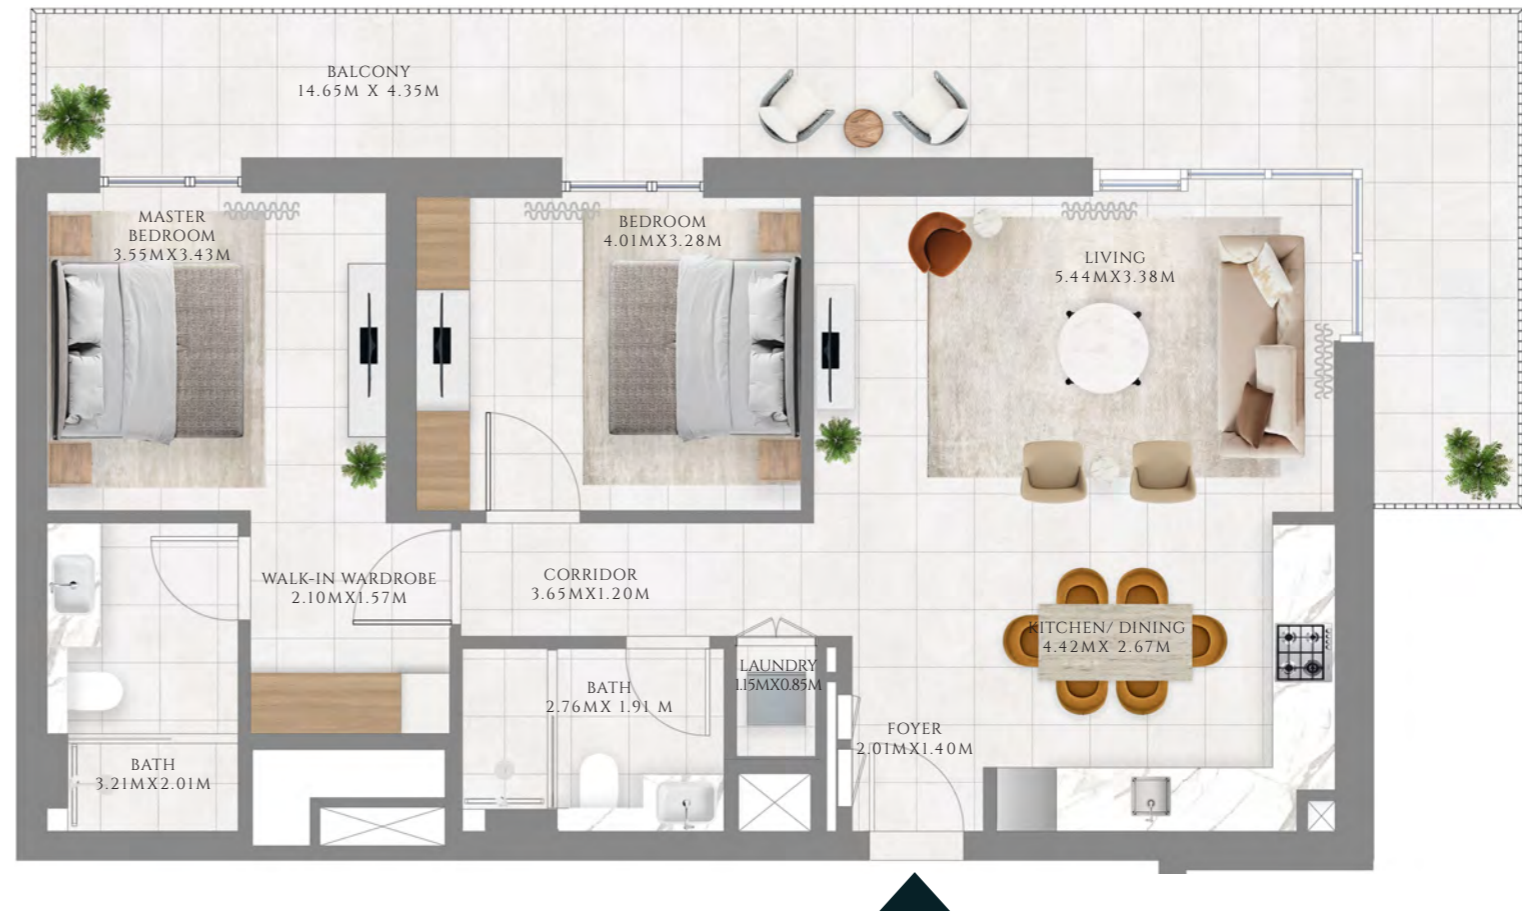 BALCONY
14.65M X 4.35M
MASTER
BEDROOM
3.55MX3.43M
BEDROOM
4.01MX3.28M
LIVING
5.44MX3.38M
WALK-IN WARDROBE
2.10MX1.57M
CORRIDOR
3.65MX1.20M
KITCHEN/ DINING
4.42MX 2.67M
LAUNDRY
1.15MX0.85M
BATH
2.76MX 1.91 M
FOYER
2.01MX1.40M
BATH
3.21MX2.01M